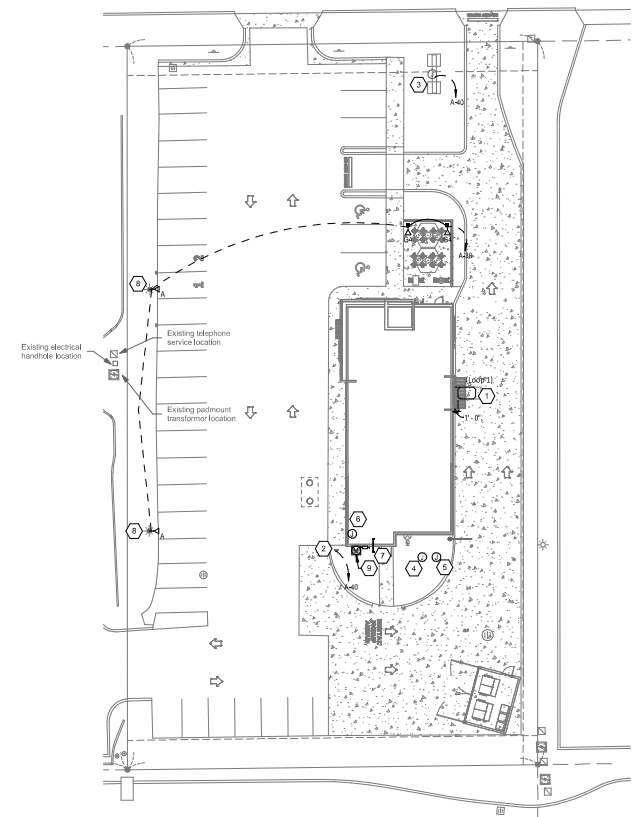 3
A-40
A-38
8
A
Existing telephone
service location
Existing electrical
handhole location
Existing padmount
transformer location
(Loop 1)
1
1' - 0"
6
J
8
A
2
7
9
4
J
J
5
A-40